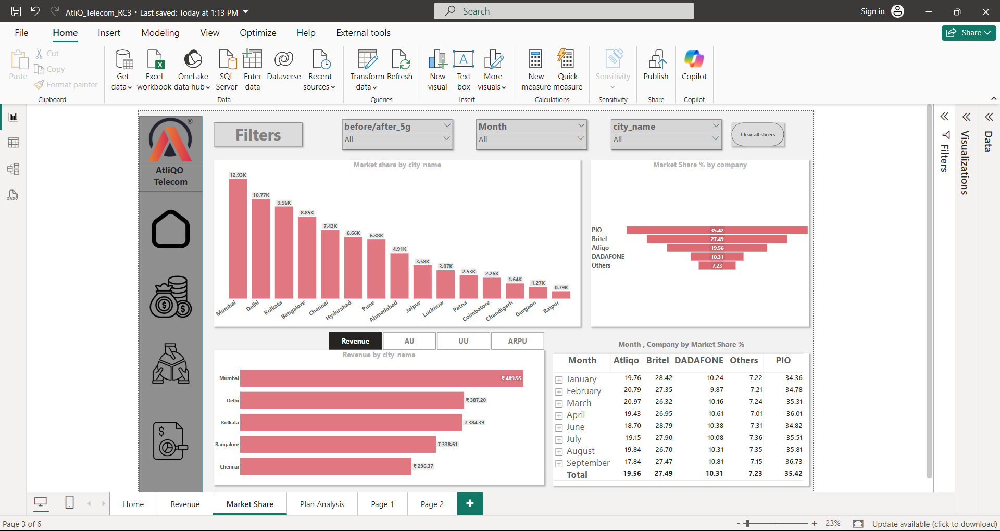 AtliQ_Telecom_RC3 • Last saved: Today at 1:13 PM
Search
Sign in
File Home Insert Modeling View Optimize Help External tools
Share
Paste
Cut
Copy
Format painter
Clipboard
Get data
Excel workbook
OneLake data hub
SQL Server
Enter data
Dataverse
Recent sources
Data
Transform data
Refresh
Queries
New visual
Text box
More visuals
Insert
New measure
Quick measure
Calculations
Sensitivity
Sensitivity
Publish
Share
Copilot
Copilot
DAX
AtliQO
Telecom
Filters
before/after_5g
All
Month
All
city_name
All
Clear all slicers
Market share by city_name
12.93K
10.77K
9.96K
8.85K
7.43K
6.66K
6.38K
4.91K
3.58K
3.07K
2.53K
2.26K
1.64K
1.27K
0.79K
Mumbai
Delhi
Kolkata
Bangalore
Chennai
Hyderabad
Pune
Ahmedabad
Jaipur
Lucknow
Patna
Coimbatore
Chandigarh
Gurgaon
Raipur
Market Share % by company
PIO 35.42
Britel 27.49
Atliqo 19.56
DADAFONE 10.31
Others 7.23
Revenue AU UU ARPU
Revenue by city_name
Mumbai ₹ 489.55
Delhi ₹ 387.20
Kolkata ₹ 384.39
Bangalore ₹ 338.61
Chennai ₹ 296.37
Month , Company by Market Share %
Month Atliqo Britel DADAFONE Others PIO
January 19.76 28.42 10.24 7.22 34.36
February 20.79 27.35 9.87 7.21 34.78
March 20.97 26.32 10.16 7.24 35.31
April 19.43 26.95 10.61 7.01 36.01
June 18.70 28.79 10.38 7.31 34.82
July 19.15 27.90 10.08 7.36 35.51
August 19.84 26.70 10.31 7.35 35.81
September 17.84 27.47 10.81 7.15 36.73
Total 19.56 27.49 10.31 7.23 35.42
Filters
Visualizations
Data
Home Revenue Market Share Plan Analysis Page 1 Page 2 +
Page 3 of 6
- + 23%
Update available (click to download)